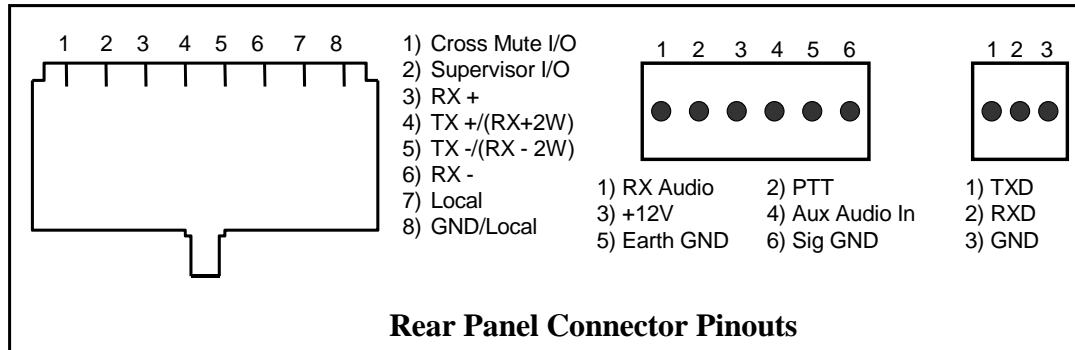 1 2 3 4 5 6 7 8
1) Cross Mute I/O
2) Supervisor I/O
3) RX +
4) TX +/(RX+2W)
5) TX -/(RX - 2W)
6) RX -
7) Local
8) GND/Local
1 2 3 4 5 6
1) RX Audio 2) PTT
3) +12V 4) Aux Audio In
5) Earth GND 6) Sig GND
1 2 3
1) TXD
2) RXD
3) GND
Rear Panel Connector Pinouts